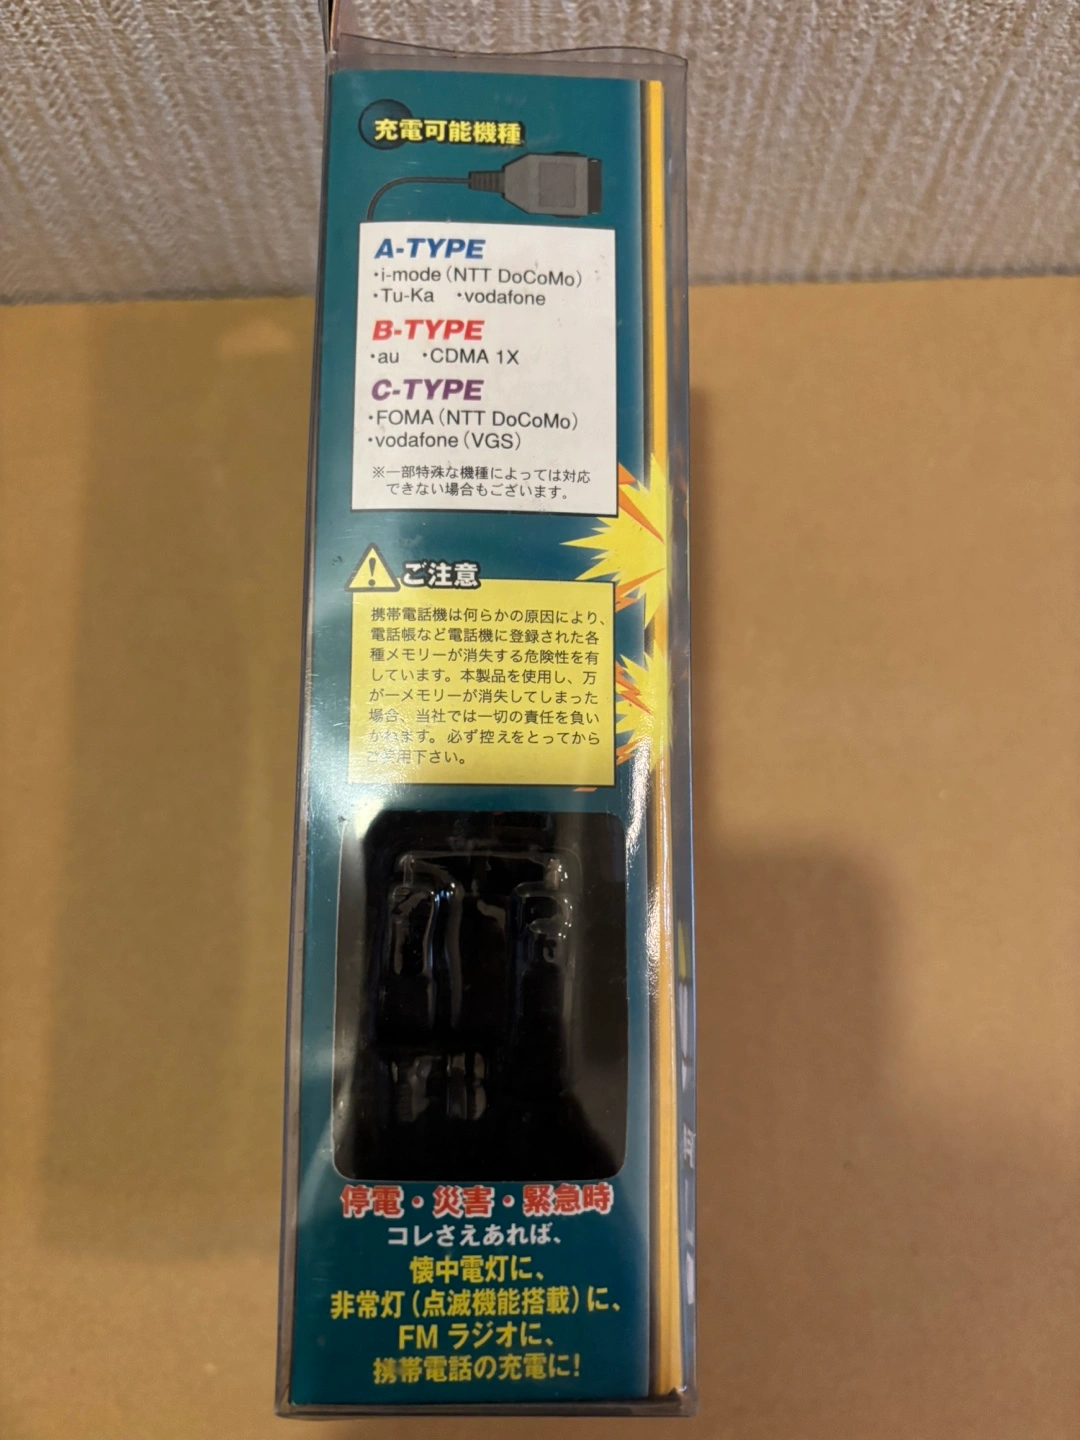 充電可能機種
A-TYPE
・i-mode（NTT DoCoMo）
・Tu-Ka ・vodafone
B-TYPE
・au ・CDMA 1X
C-TYPE
・FOMA（NTT DoCoMo）
・vodafone（VGS）
※一部特殊な機種によっては対応
できない場合もございます。
ご注意
携帯電話機は何らかの原因により、
電話帳など電話機に登録された各
種メモリーが消失する危険性を有
しています。本製品を使用し、万
が一メモリーが消失してしまった
場合、当社では一切の責任を負い
かねます。必ず控えをとってから
ご使用下さい。
停電・災害・緊急時
コレさえあれば、
懐中電灯に、
非常灯（点滅機能搭載）に、
FM ラジオに、
携帯電話の充電に!